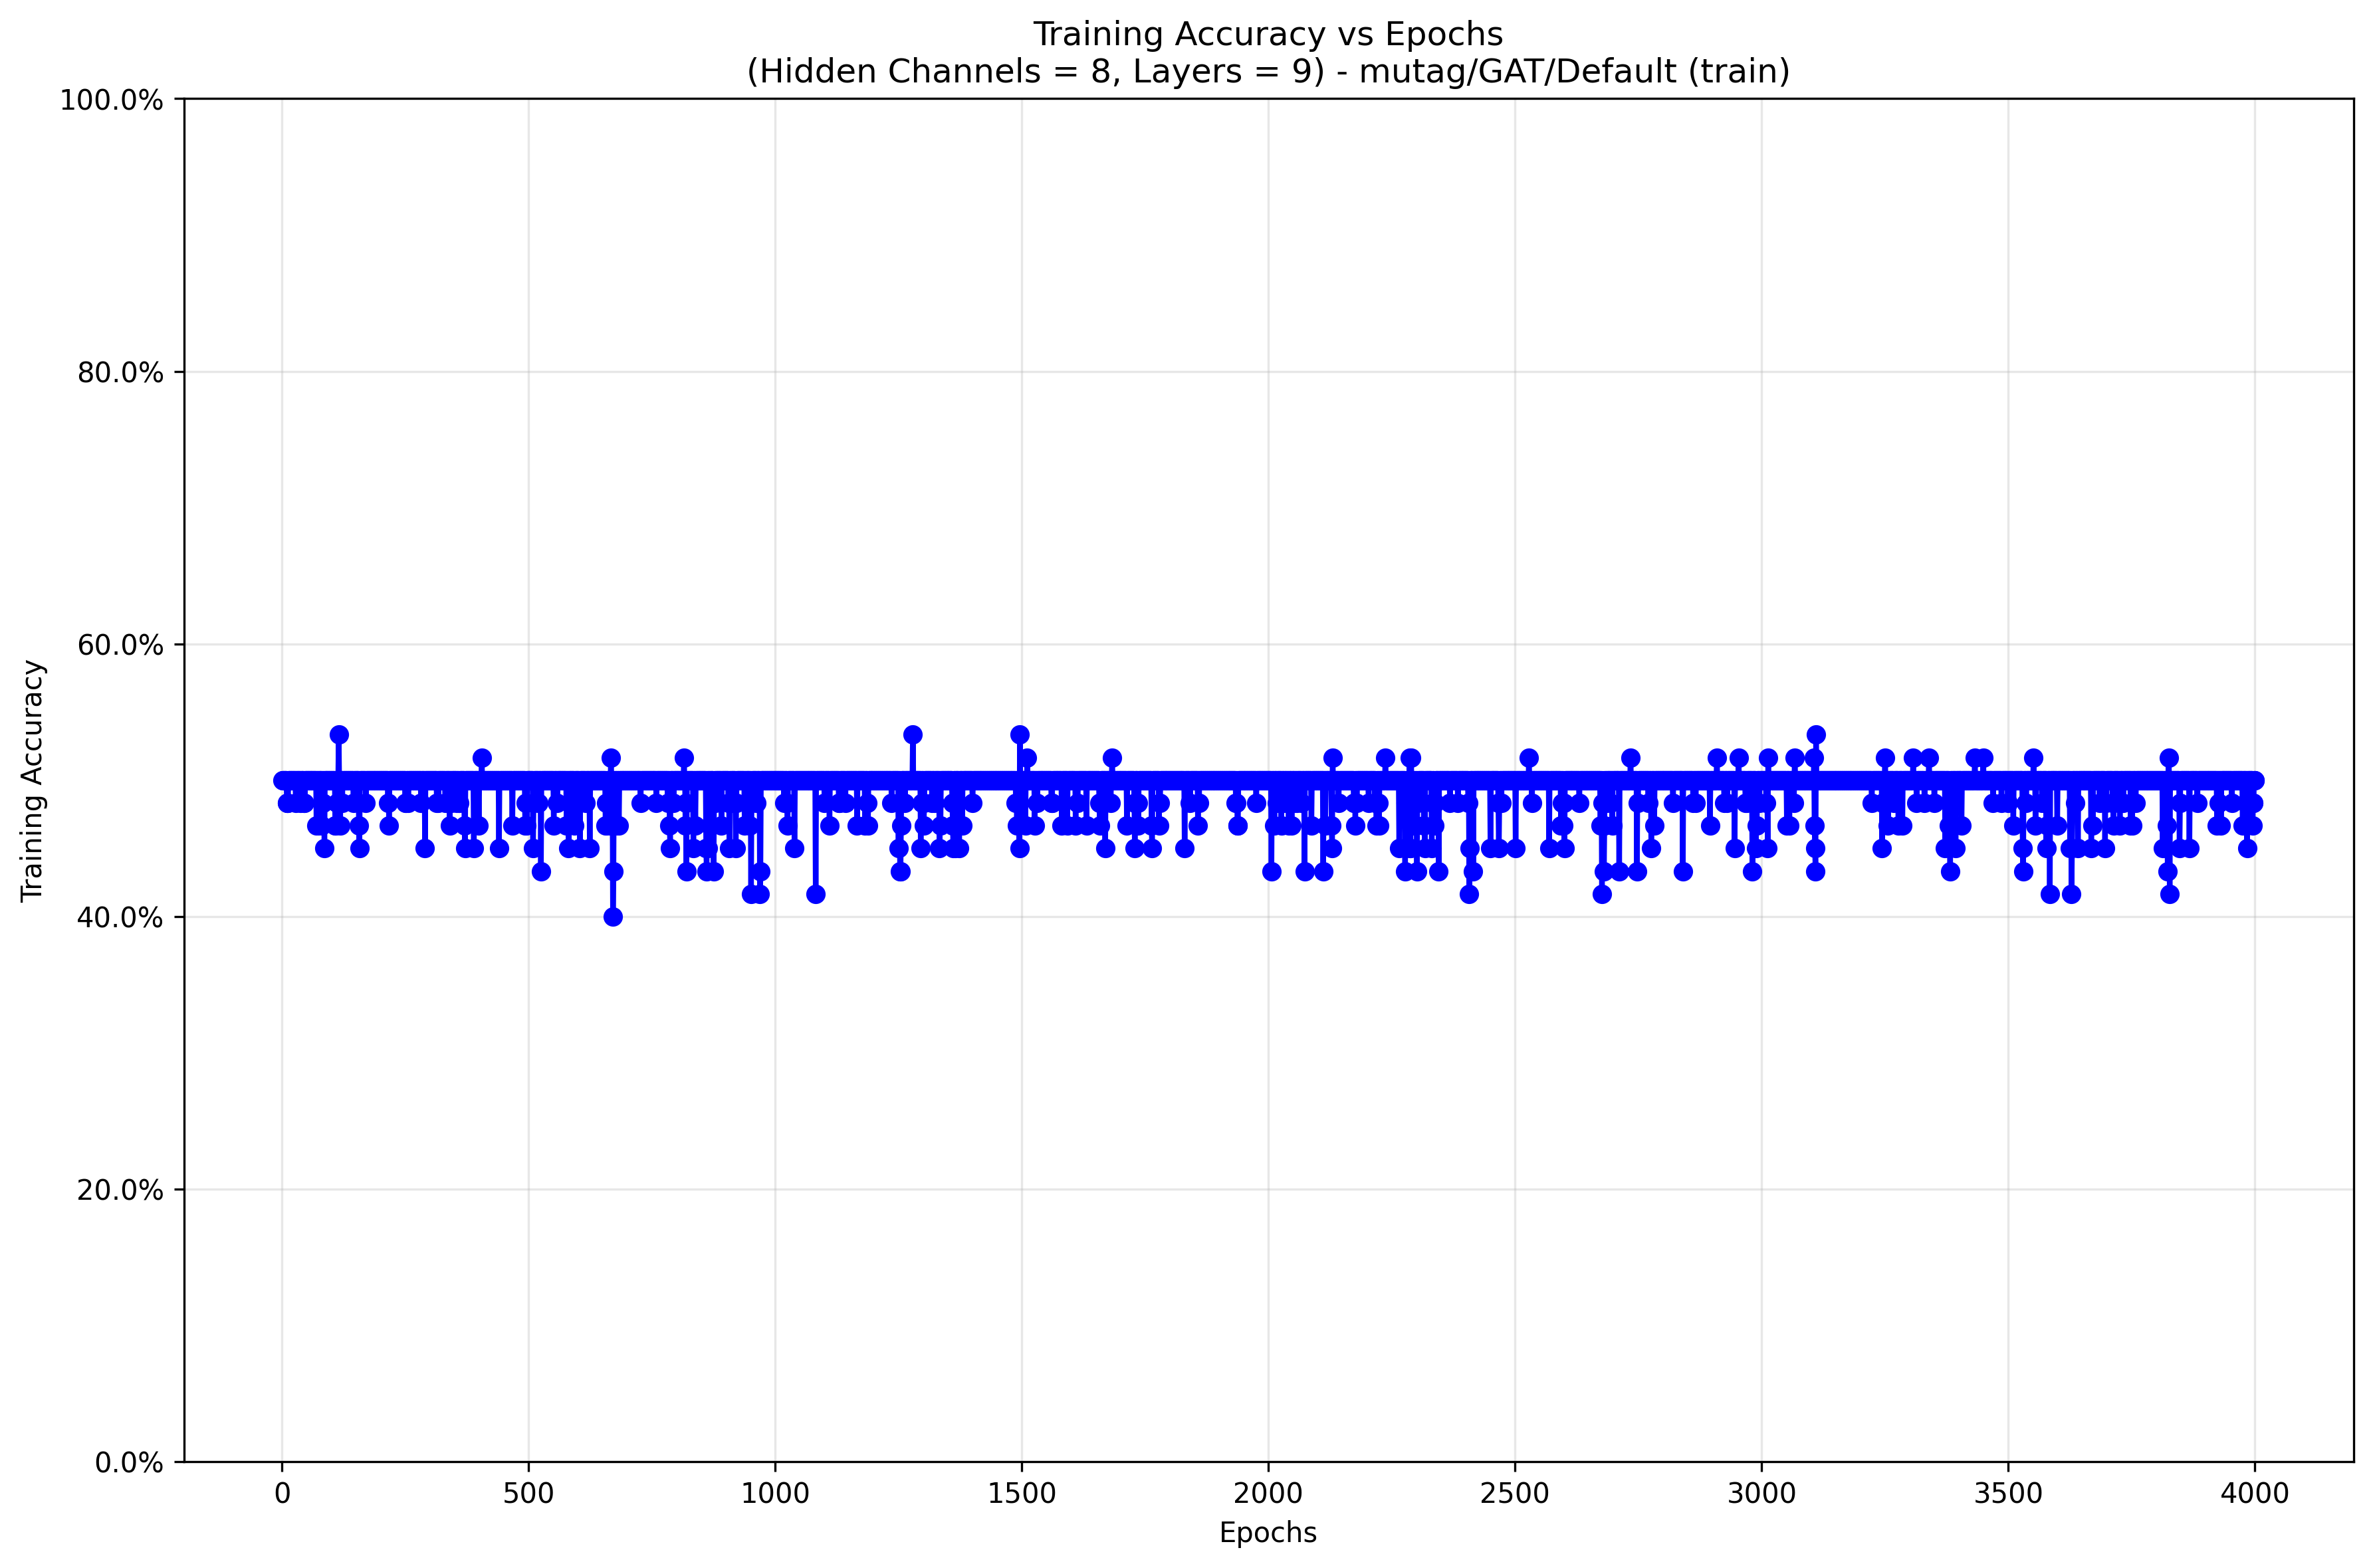 Training Accuracy vs Epochs
(Hidden Channels = 8, Layers = 9) - mutag/GAT/Default (train)
100.0%
80.0%
60.0%
40.0%
20.0%
0.0%
Training Accuracy
0 500 1000 1500 2000 2500 3000 3500 4000
Epochs